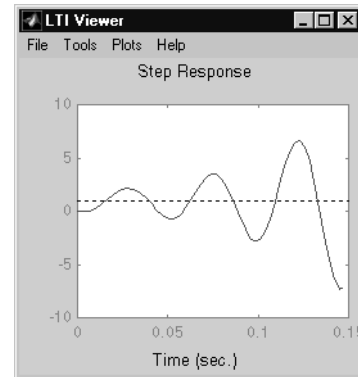 LTI Viewer
File Tools Plots Help
Step Response
10
5
0
-5
-10
0 0.05 0.1 0.15
Time (sec.)